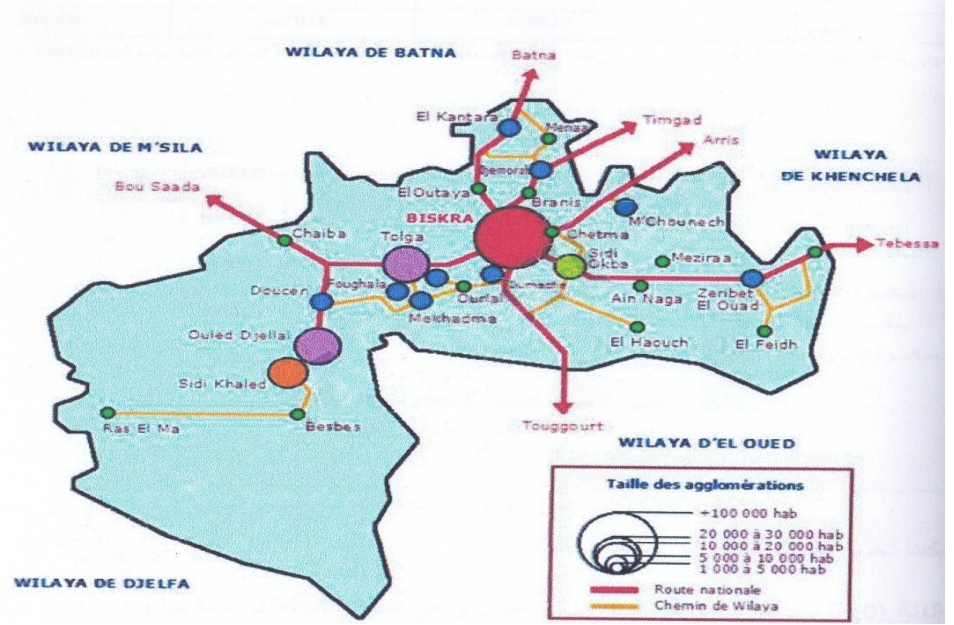 WILAYA DE BATNA
Batna
El Kantara
Menaa
Timgad
WILAYA DE M'SILA
Arris
WILAYA
DE KHENCHELA
Djemorah
Bou Saada
El Outaya
Branis
M'Chounech
BISKRA
Chetma
Chaiba
Tolga
Sidi
Okba
Meziraa
Tebessa
Foughala
Doucen
Ourlal
Oumache
Ain Naga
Zeribet
El Ouad
Mekhadma
Ouled Djellal
El Haouch
El Feidh
Sidi Khaled
Ras El Ma
Besbes
Touggourt
WILAYA D'EL OUED
Taille des agglomérations
+100 000 hab
20 000 à 30 000 hab
10 000 à 20 000 hab
5 000 à 10 000 hab
1 000 à 5 000 hab
WILAYA DE DJELFA
Route nationale
Chemin de Wilaya